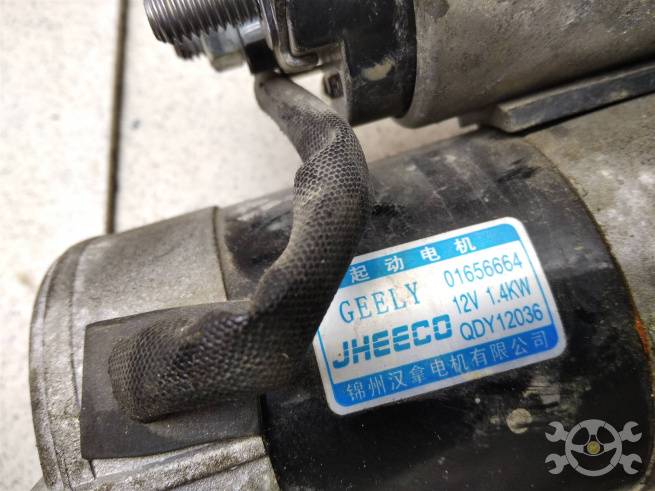 起动电机
GEELY 01656664
12V 1.4KW
JHEECO QDY12036
锦州汉拿电机有限公司